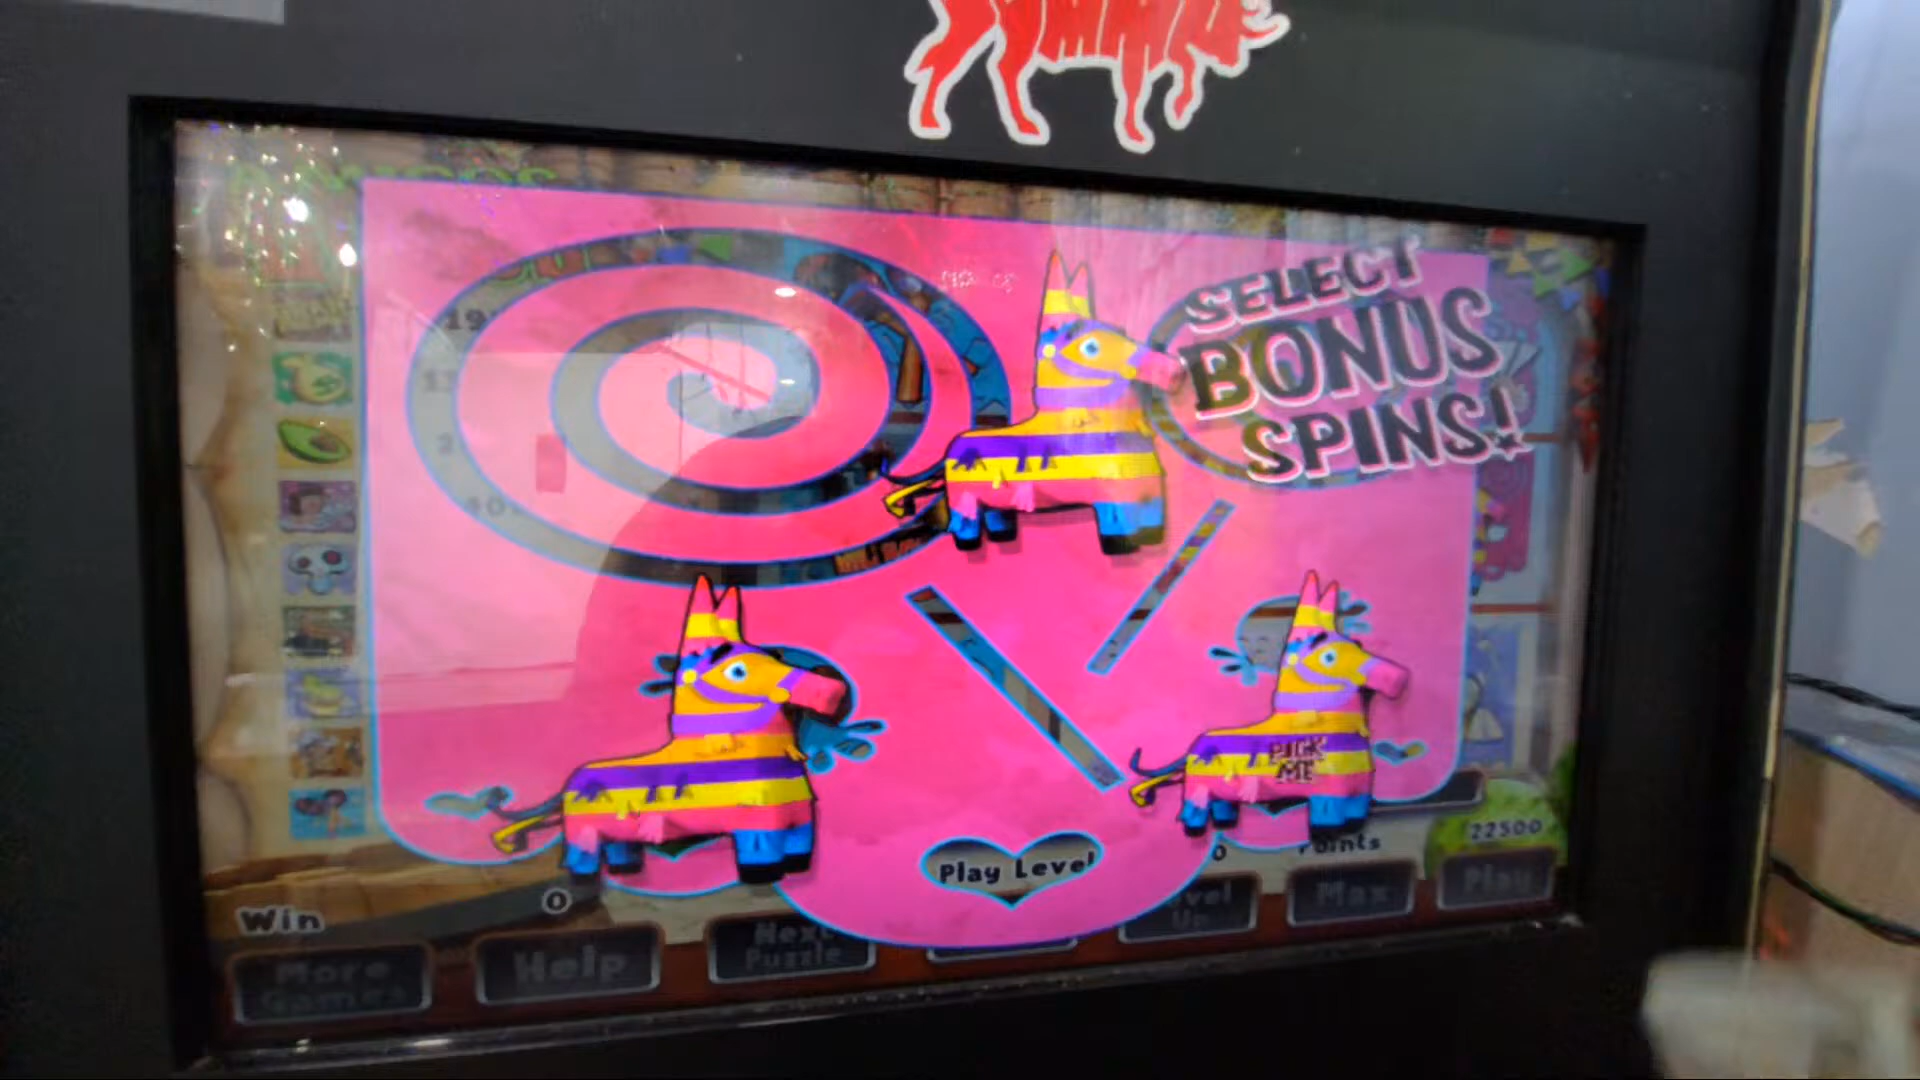 SELECT
BONUS
SPINS!
PICK
ME
Play Level
0
Points
22500
Win
0
More
Games
Help
Next
Puzzle
Up
Max
Play